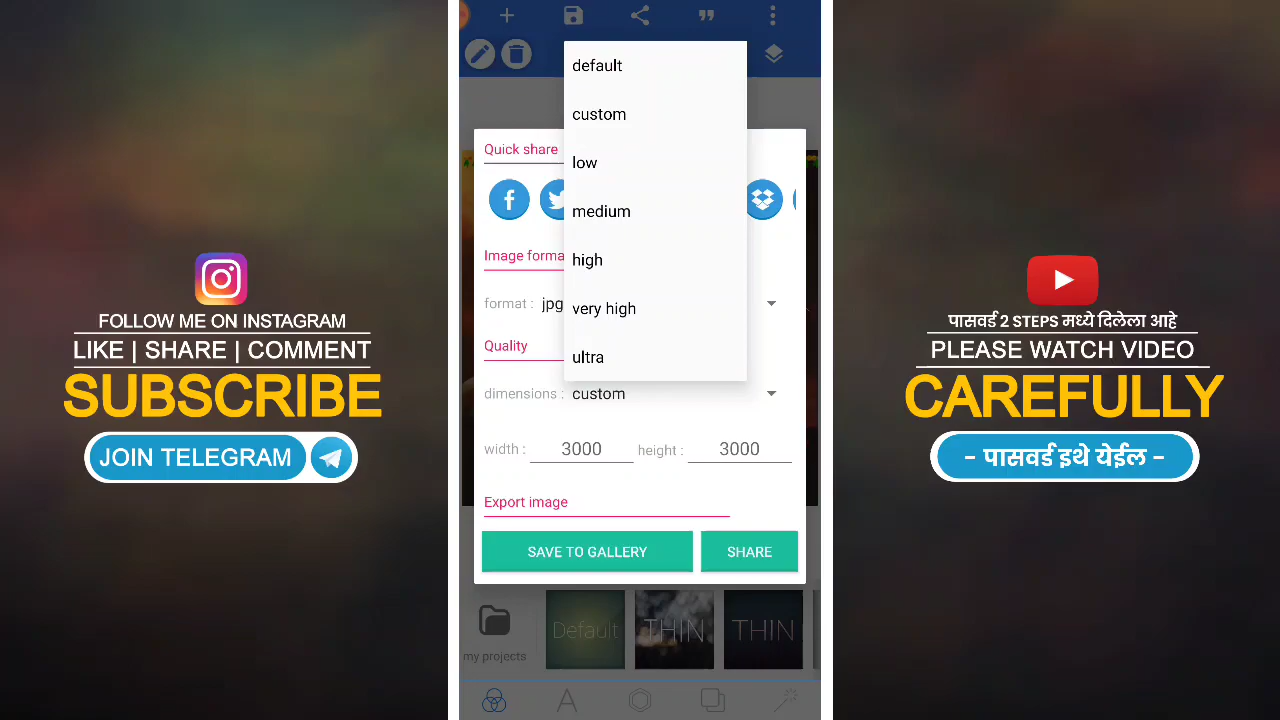 FOLLOW ME ON INSTAGRAM
LIKE | SHARE | COMMENT
SUBSCRIBE
JOIN TELEGRAM
default
custom
low
medium
high
very high
ultra
Quick share
Image forma
format : jpg
Quality
dimensions : custom
width : 3000 height : 3000
Export image
SAVE TO GALLERY SHARE
my projects
Default
THIN
THIN
पासवर्ड 2 STEPS मध्ये दिलेला आहे
PLEASE WATCH VIDEO
CAREFULLY
- पासवर्ड इथे येईल -